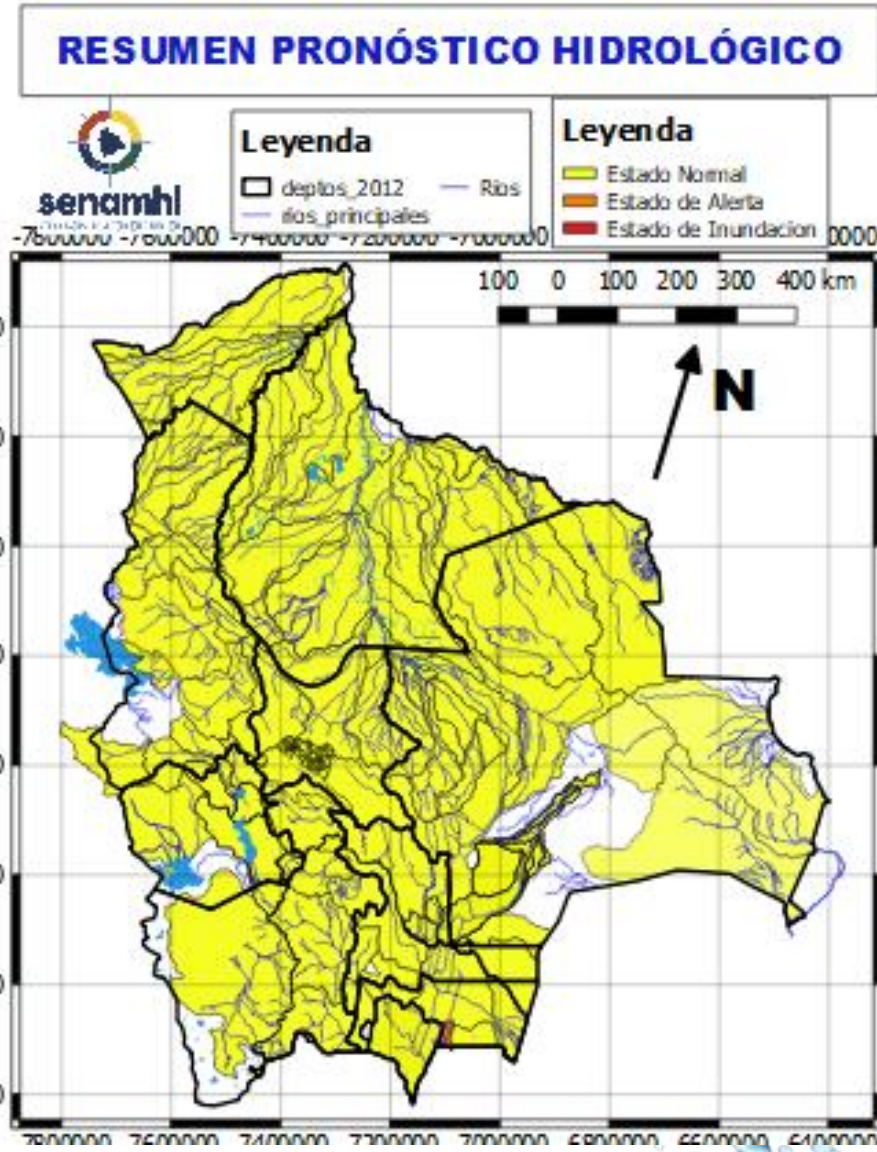 RESUMEN PRONÓSTICO HIDROLÓGICO
senamhi
Leyenda
deptos_2012
Rios
rios_principales
Leyenda
Estado Normal
Estado de Alerta
Estado de Inundacion
-7800000 -7600000 -7400000 -7200000 -7000000
100 0 100 200 300 400 km
N
-7800000 -7600000 -7400000 -7200000 -7000000 -6800000 -6600000 -6400000